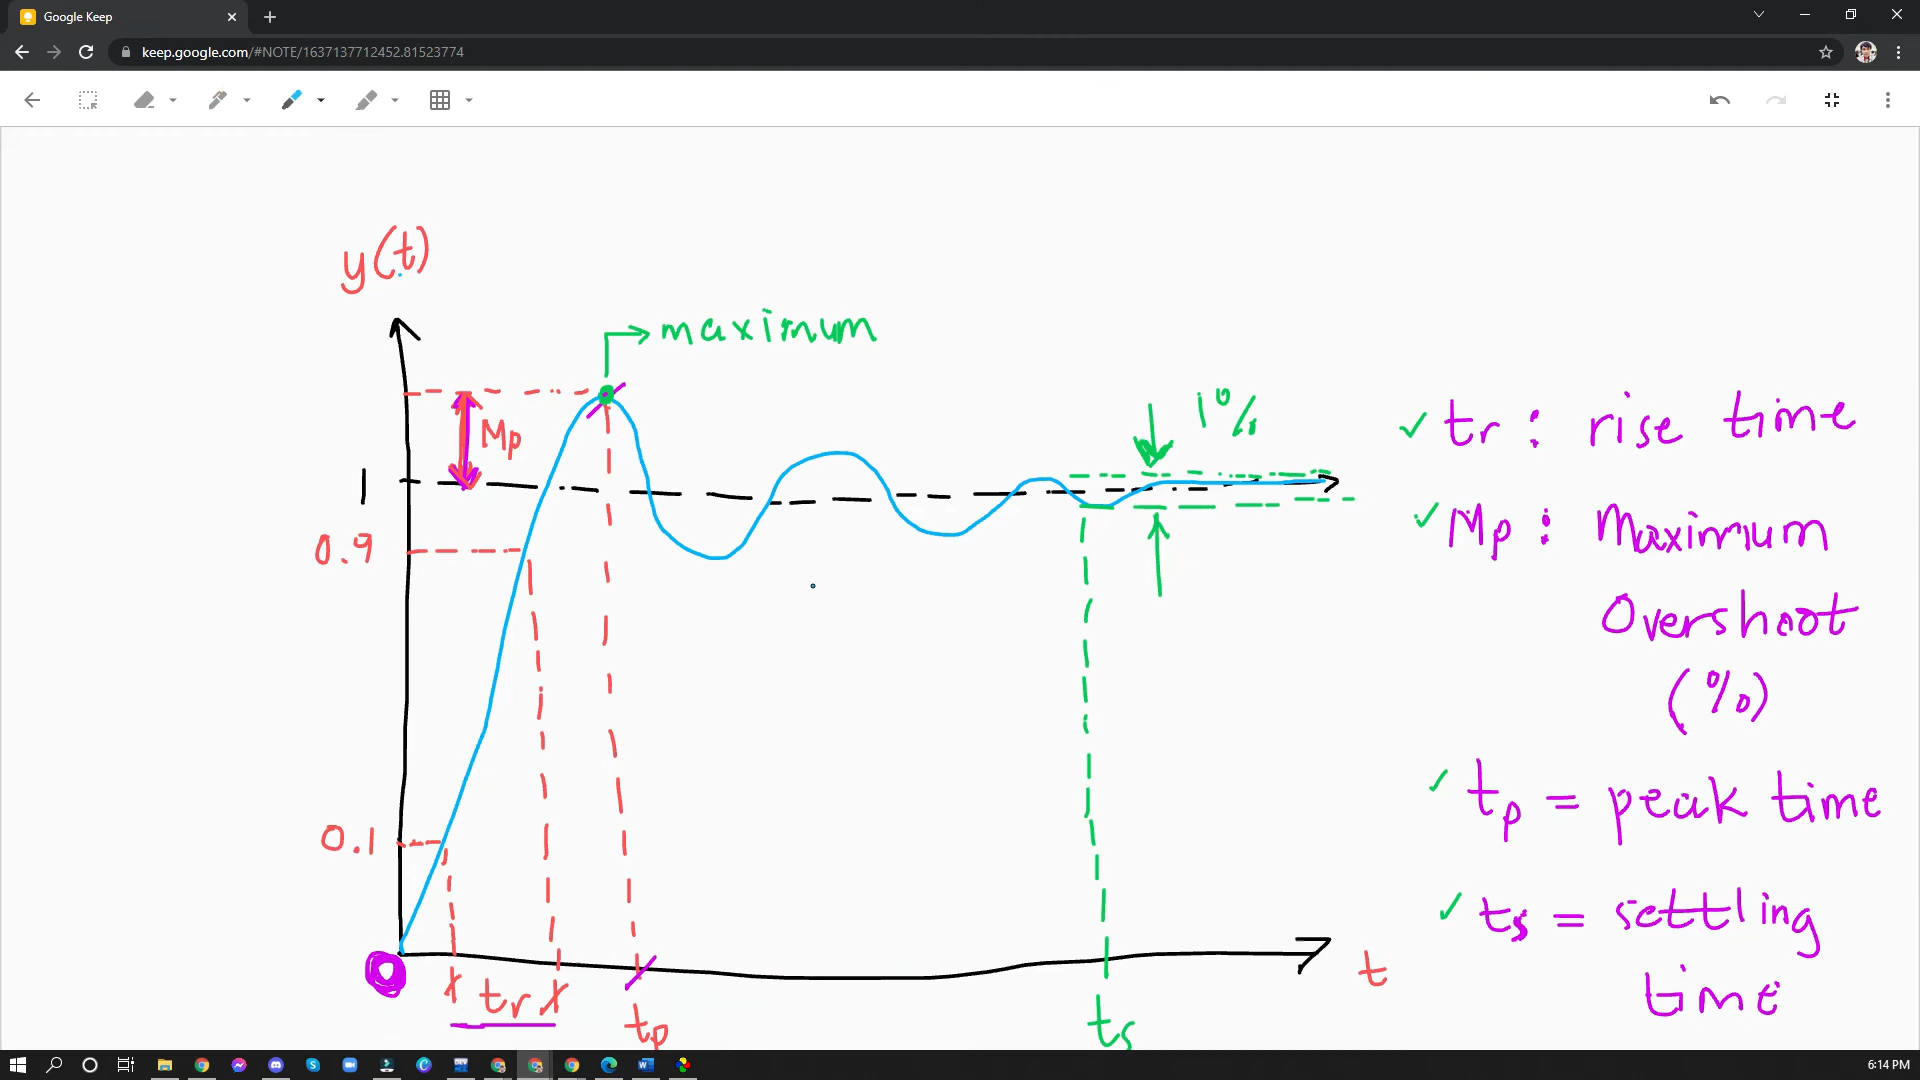 Google Keep
keep.google.com/#NOTE/1637137712452.81523774
y(t)
maximum
Mp
1%
1
0.9
0.1
tr
tp
ts
t
✓ tr : rise time
✓ Mp : Maximum
Overshoot
(%)
✓ tp = peak time
✓ ts = settling
time
6:14 PM